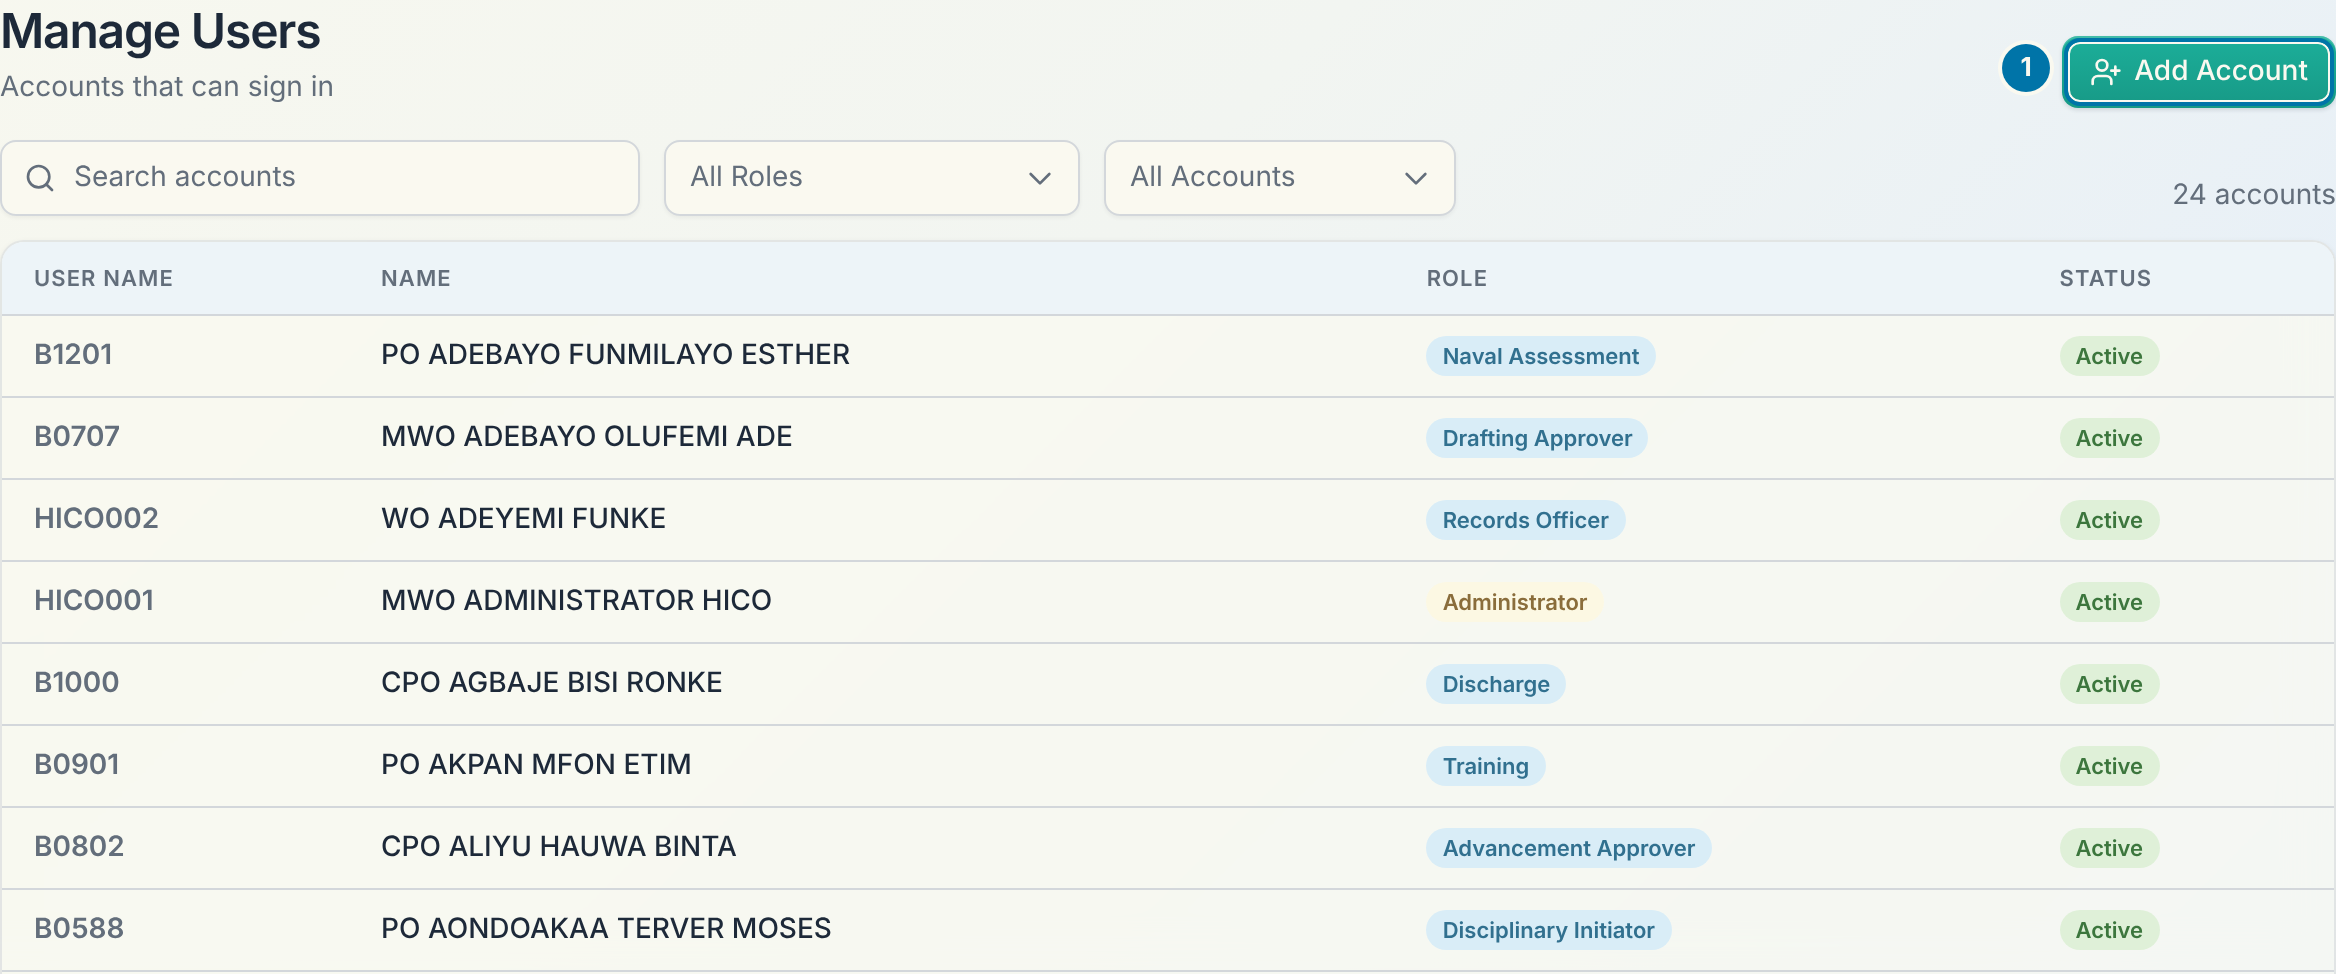 Manage Users
Accounts that can sign in
1
Add Account
Search accounts
All Roles
All Accounts
24 accounts
USER NAME NAME ROLE STATUS
B1201 PO ADEBAYO FUNMILAYO ESTHER Naval Assessment Active
B0707 MWO ADEBAYO OLUFEMI ADE Drafting Approver Active
HICO002 WO ADEYEMI FUNKE Records Officer Active
HICO001 MWO ADMINISTRATOR HICO Administrator Active
B1000 CPO AGBAJE BISI RONKE Discharge Active
B0901 PO AKPAN MFON ETIM Training Active
B0802 CPO ALIYU HAUWA BINTA Advancement Approver Active
B0588 PO AONDOAKAA TERVER MOSES Disciplinary Initiator Active